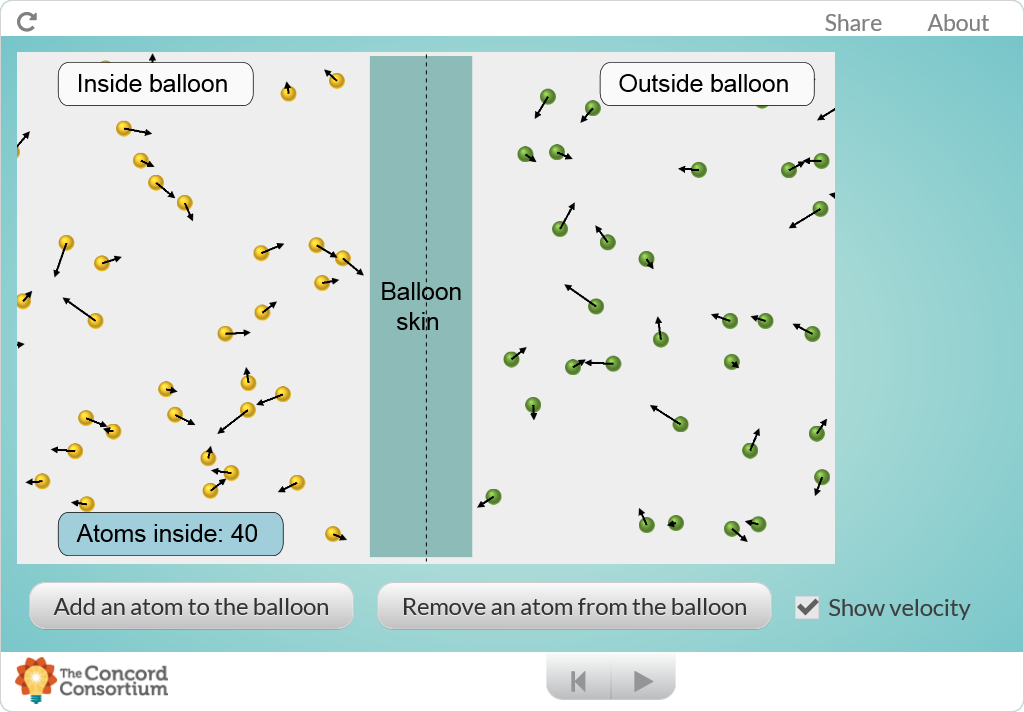 Share
About
Inside balloon
Outside balloon
Balloon
skin
Atoms inside: 40
Add an atom to the balloon
Remove an atom from the balloon
Show velocity
The Concord
Consortium